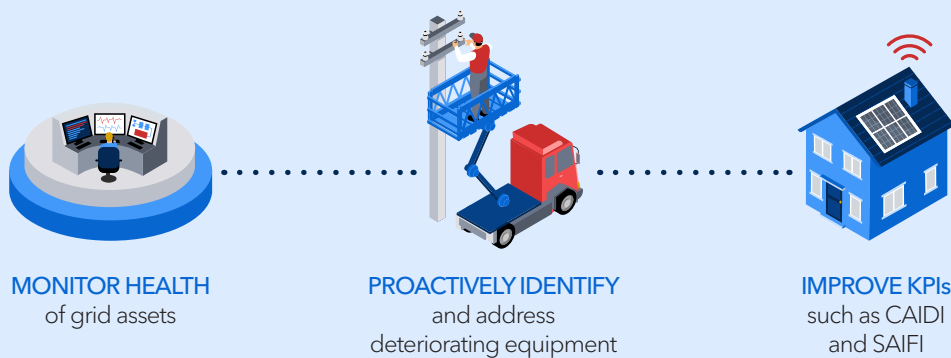 MONITOR HEALTH
of grid assets
PROACTIVELY IDENTIFY
and address
deteriorating equipment
IMPROVE KPIs
such as CAIDI
and SAIFI